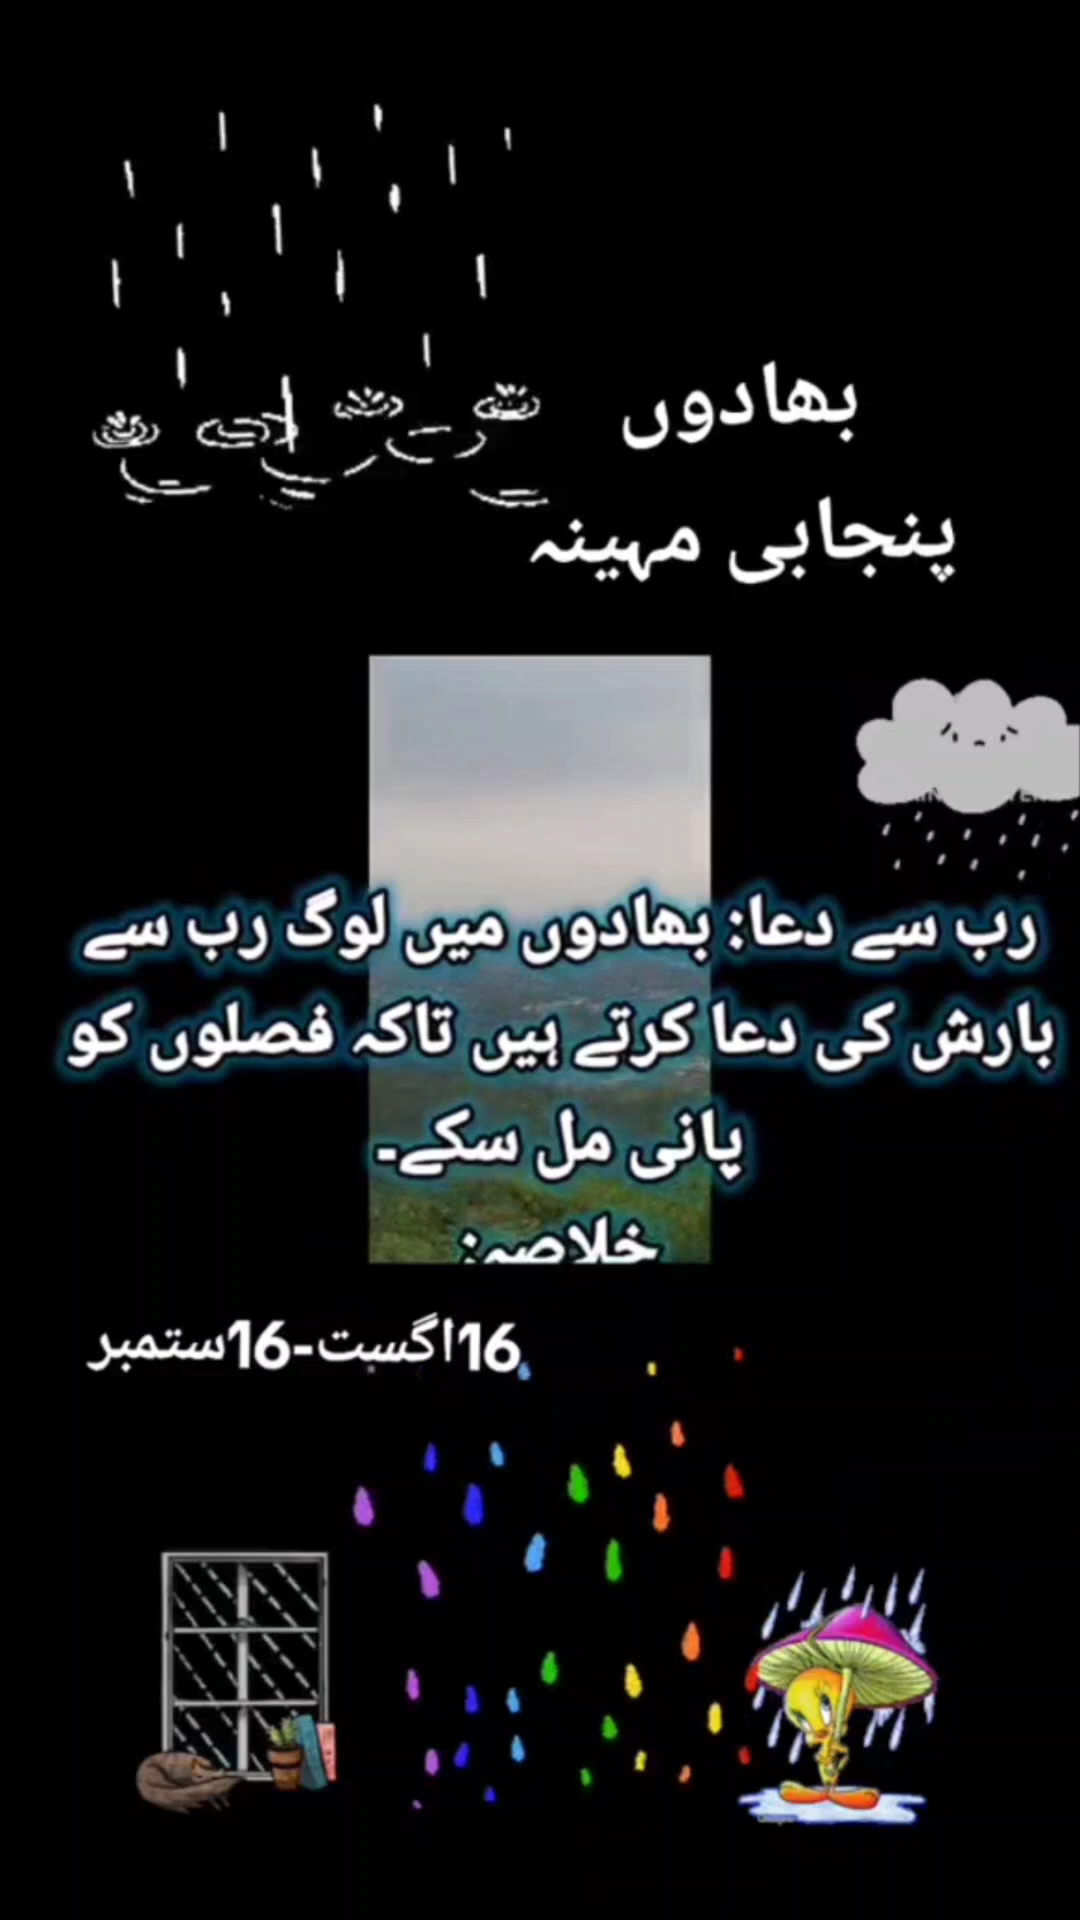 بھادوں
پنجابی مہینہ
رب سے دعا: بھادوں میں لوگ رب سے
بارش کی دعا کرتے ہیں تاکہ فصلوں کو
پانی مل سکے۔
خلاصہ:
16اگست-16ستمبر